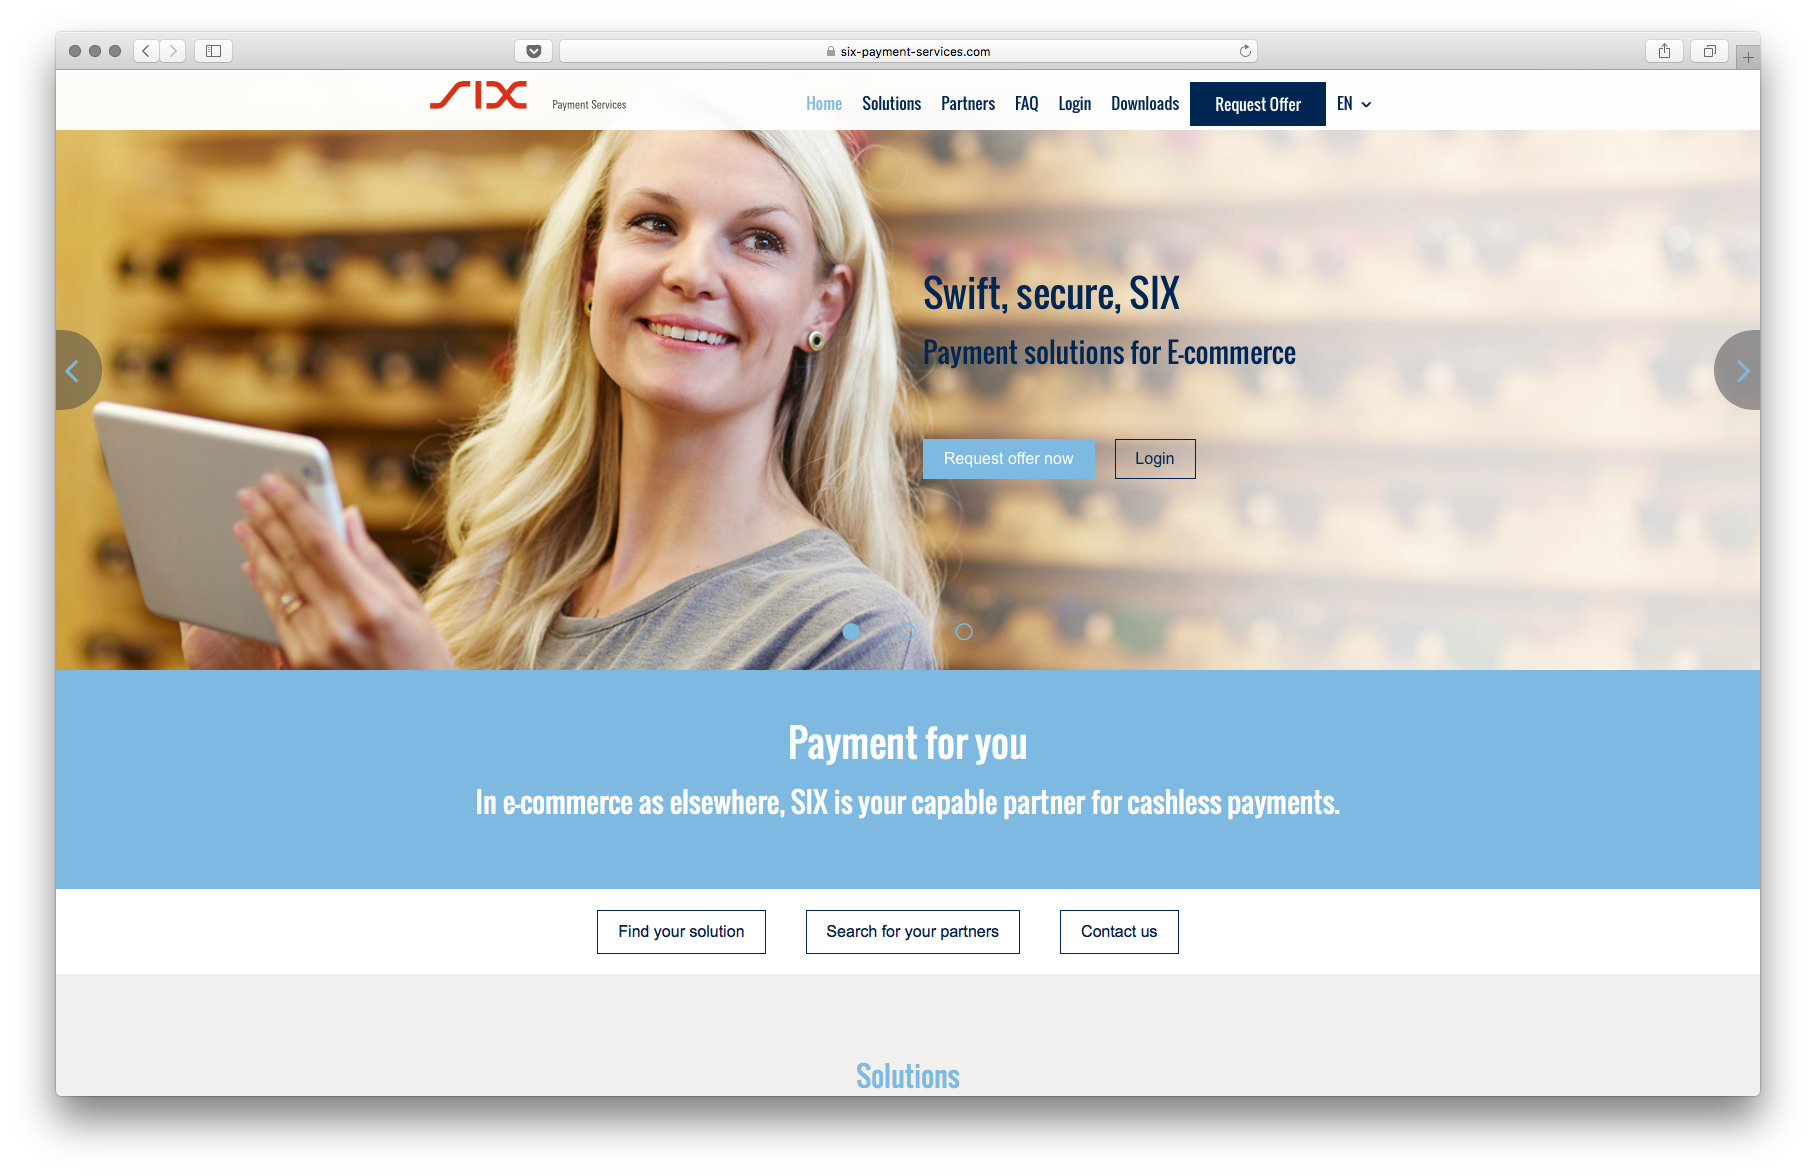 six-payment-services.com
SIX Payment Services
Home Solutions Partners FAQ Login Downloads Request Offer EN
Swift, secure, SIX
Payment solutions for E-commerce
Request offer now Login
Payment for you
In e-commerce as elsewhere, SIX is your capable partner for cashless payments.
Find your solution Search for your partners Contact us
Solutions